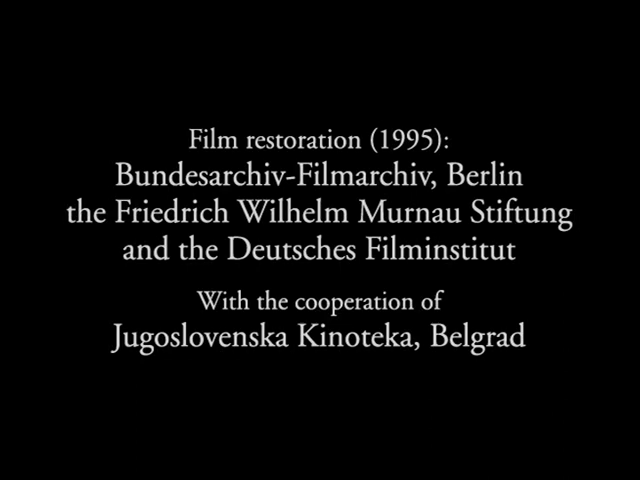 Film restoration (1995):
Bundesarchiv-Filmarchiv, Berlin
the Friedrich Wilhelm Murnau Stiftung
and the Deutsches Filminstitut
With the cooperation of
Jugoslovenska Kinoteka, Belgrad